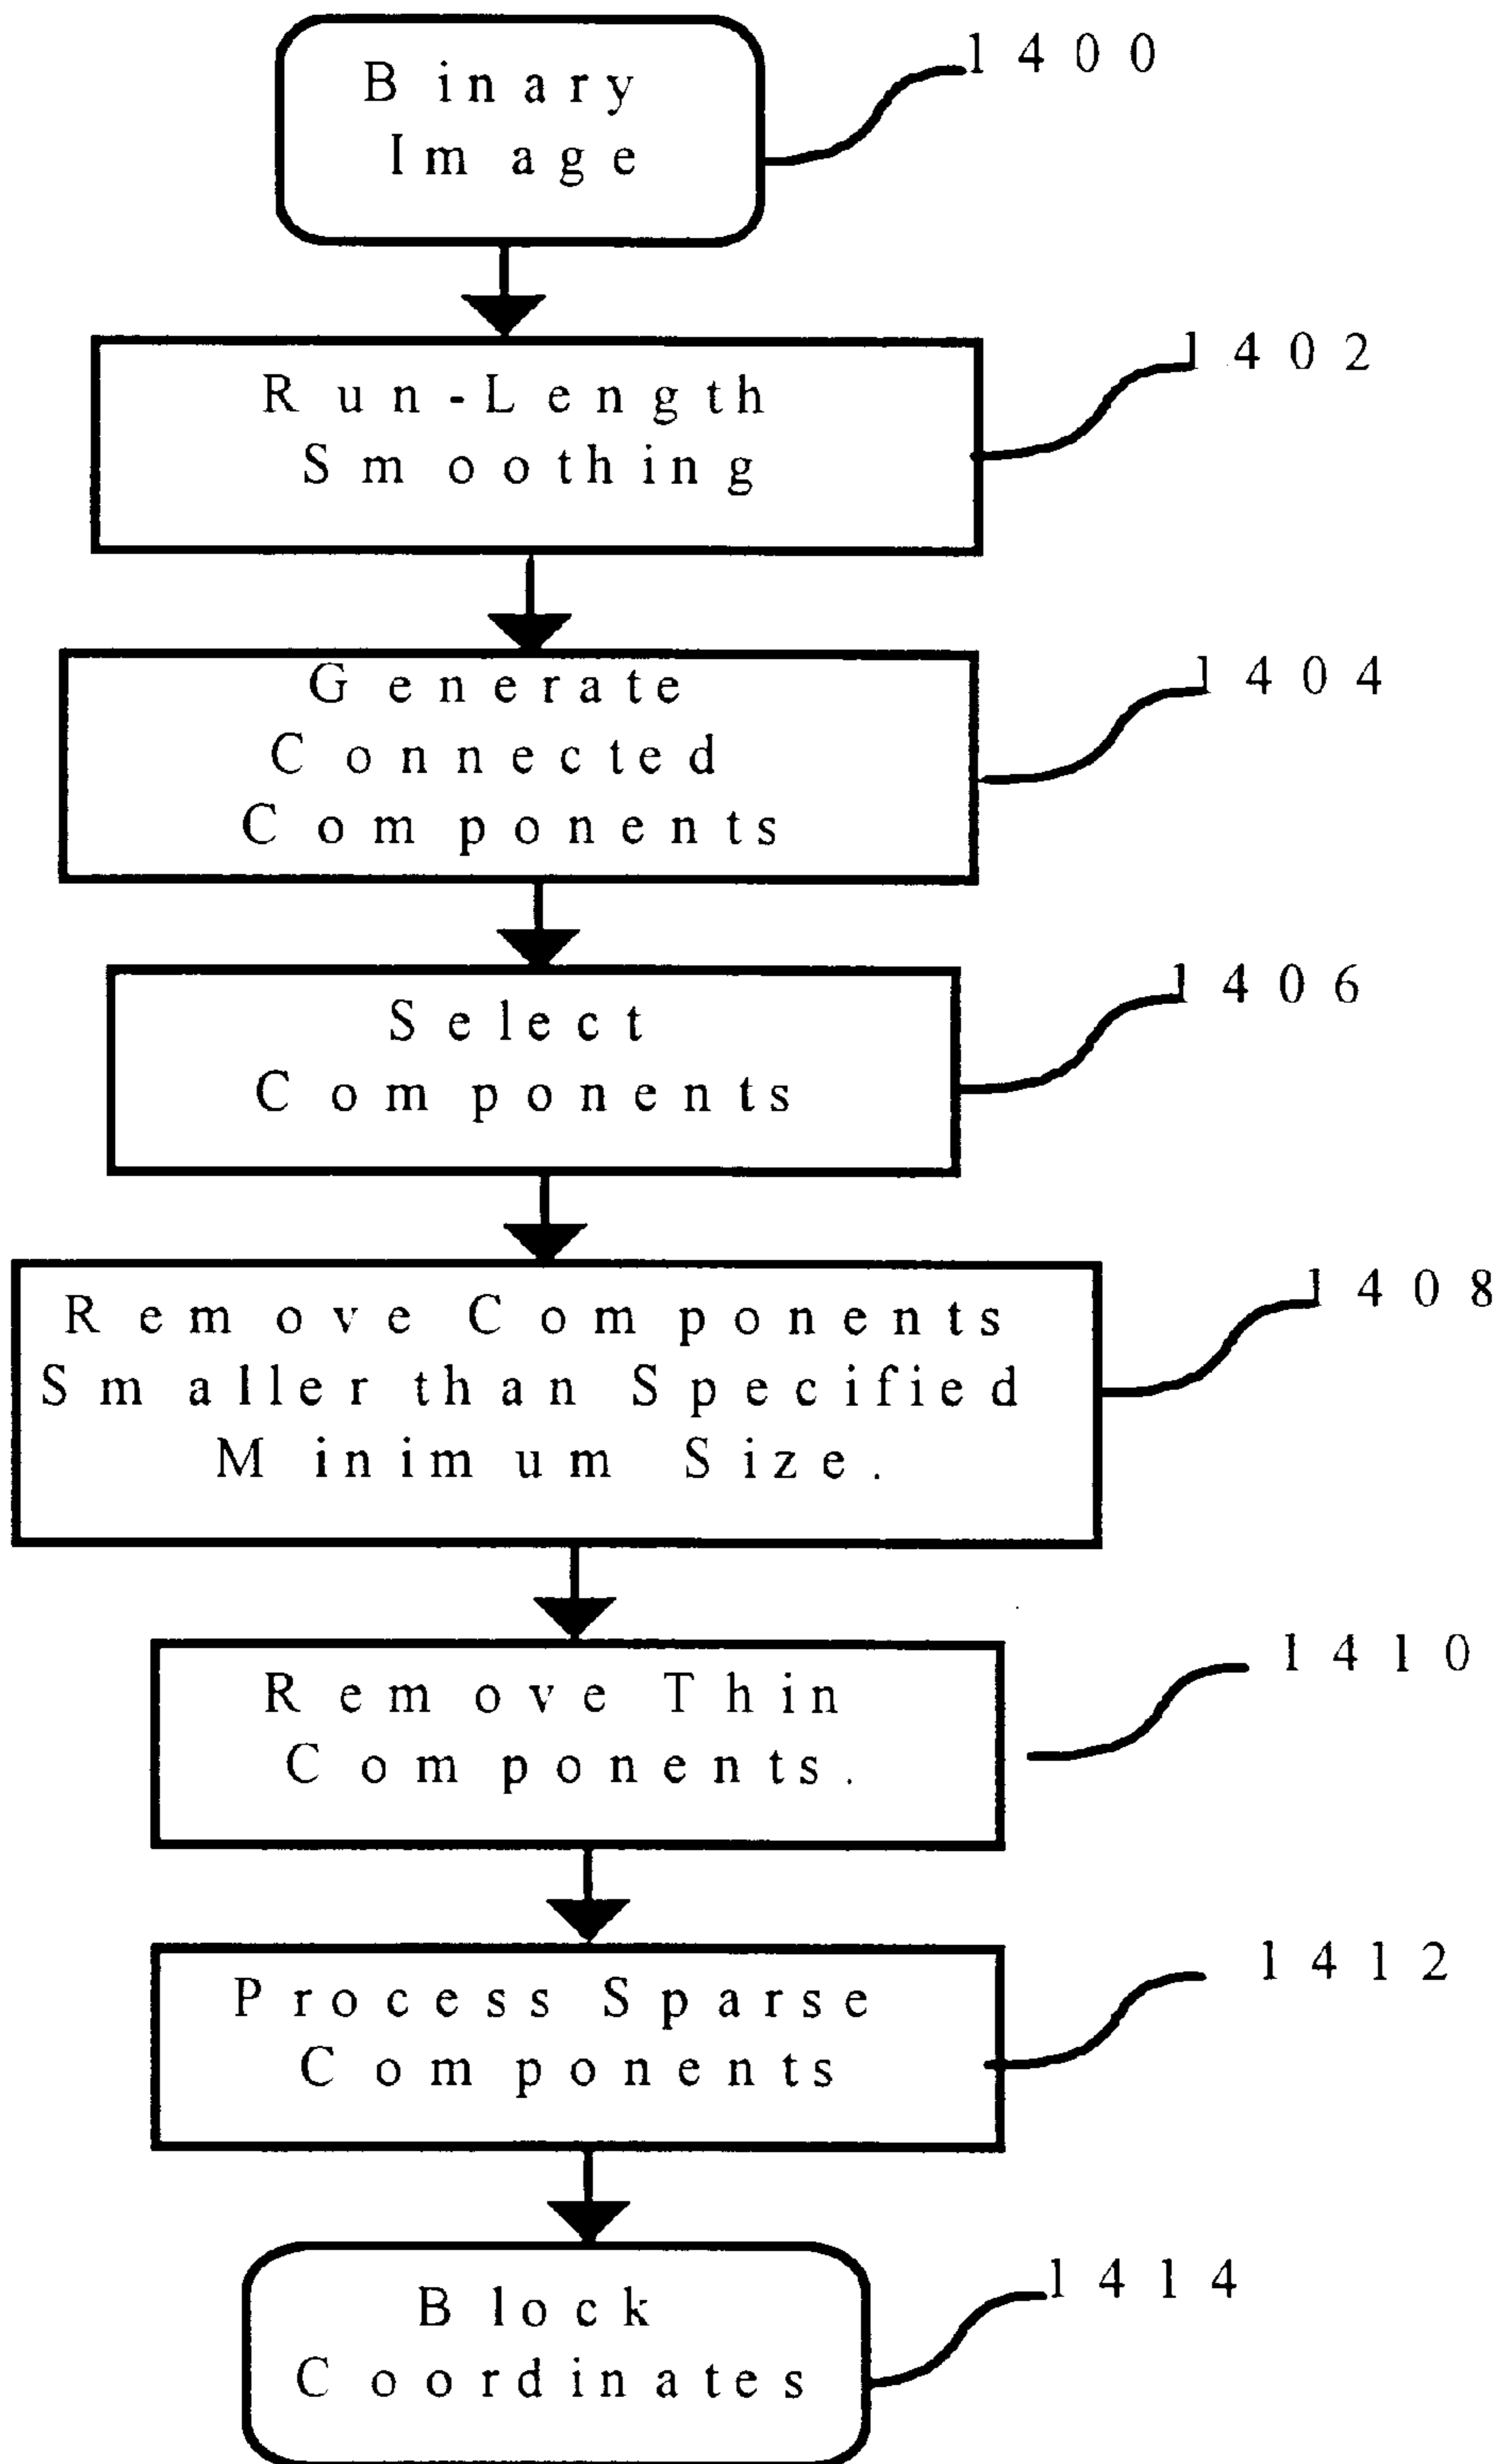 Binary
Image
1400
Run-Length
Smoothing
1402
Generate
Connected
Components
1404
Select
Components
1406
Remove Components
Smaller than Specified
Minimum Size.
1408
Remove Thin
Components.
1410
Process Sparse
Components
1412
Block
Coordinates
1414